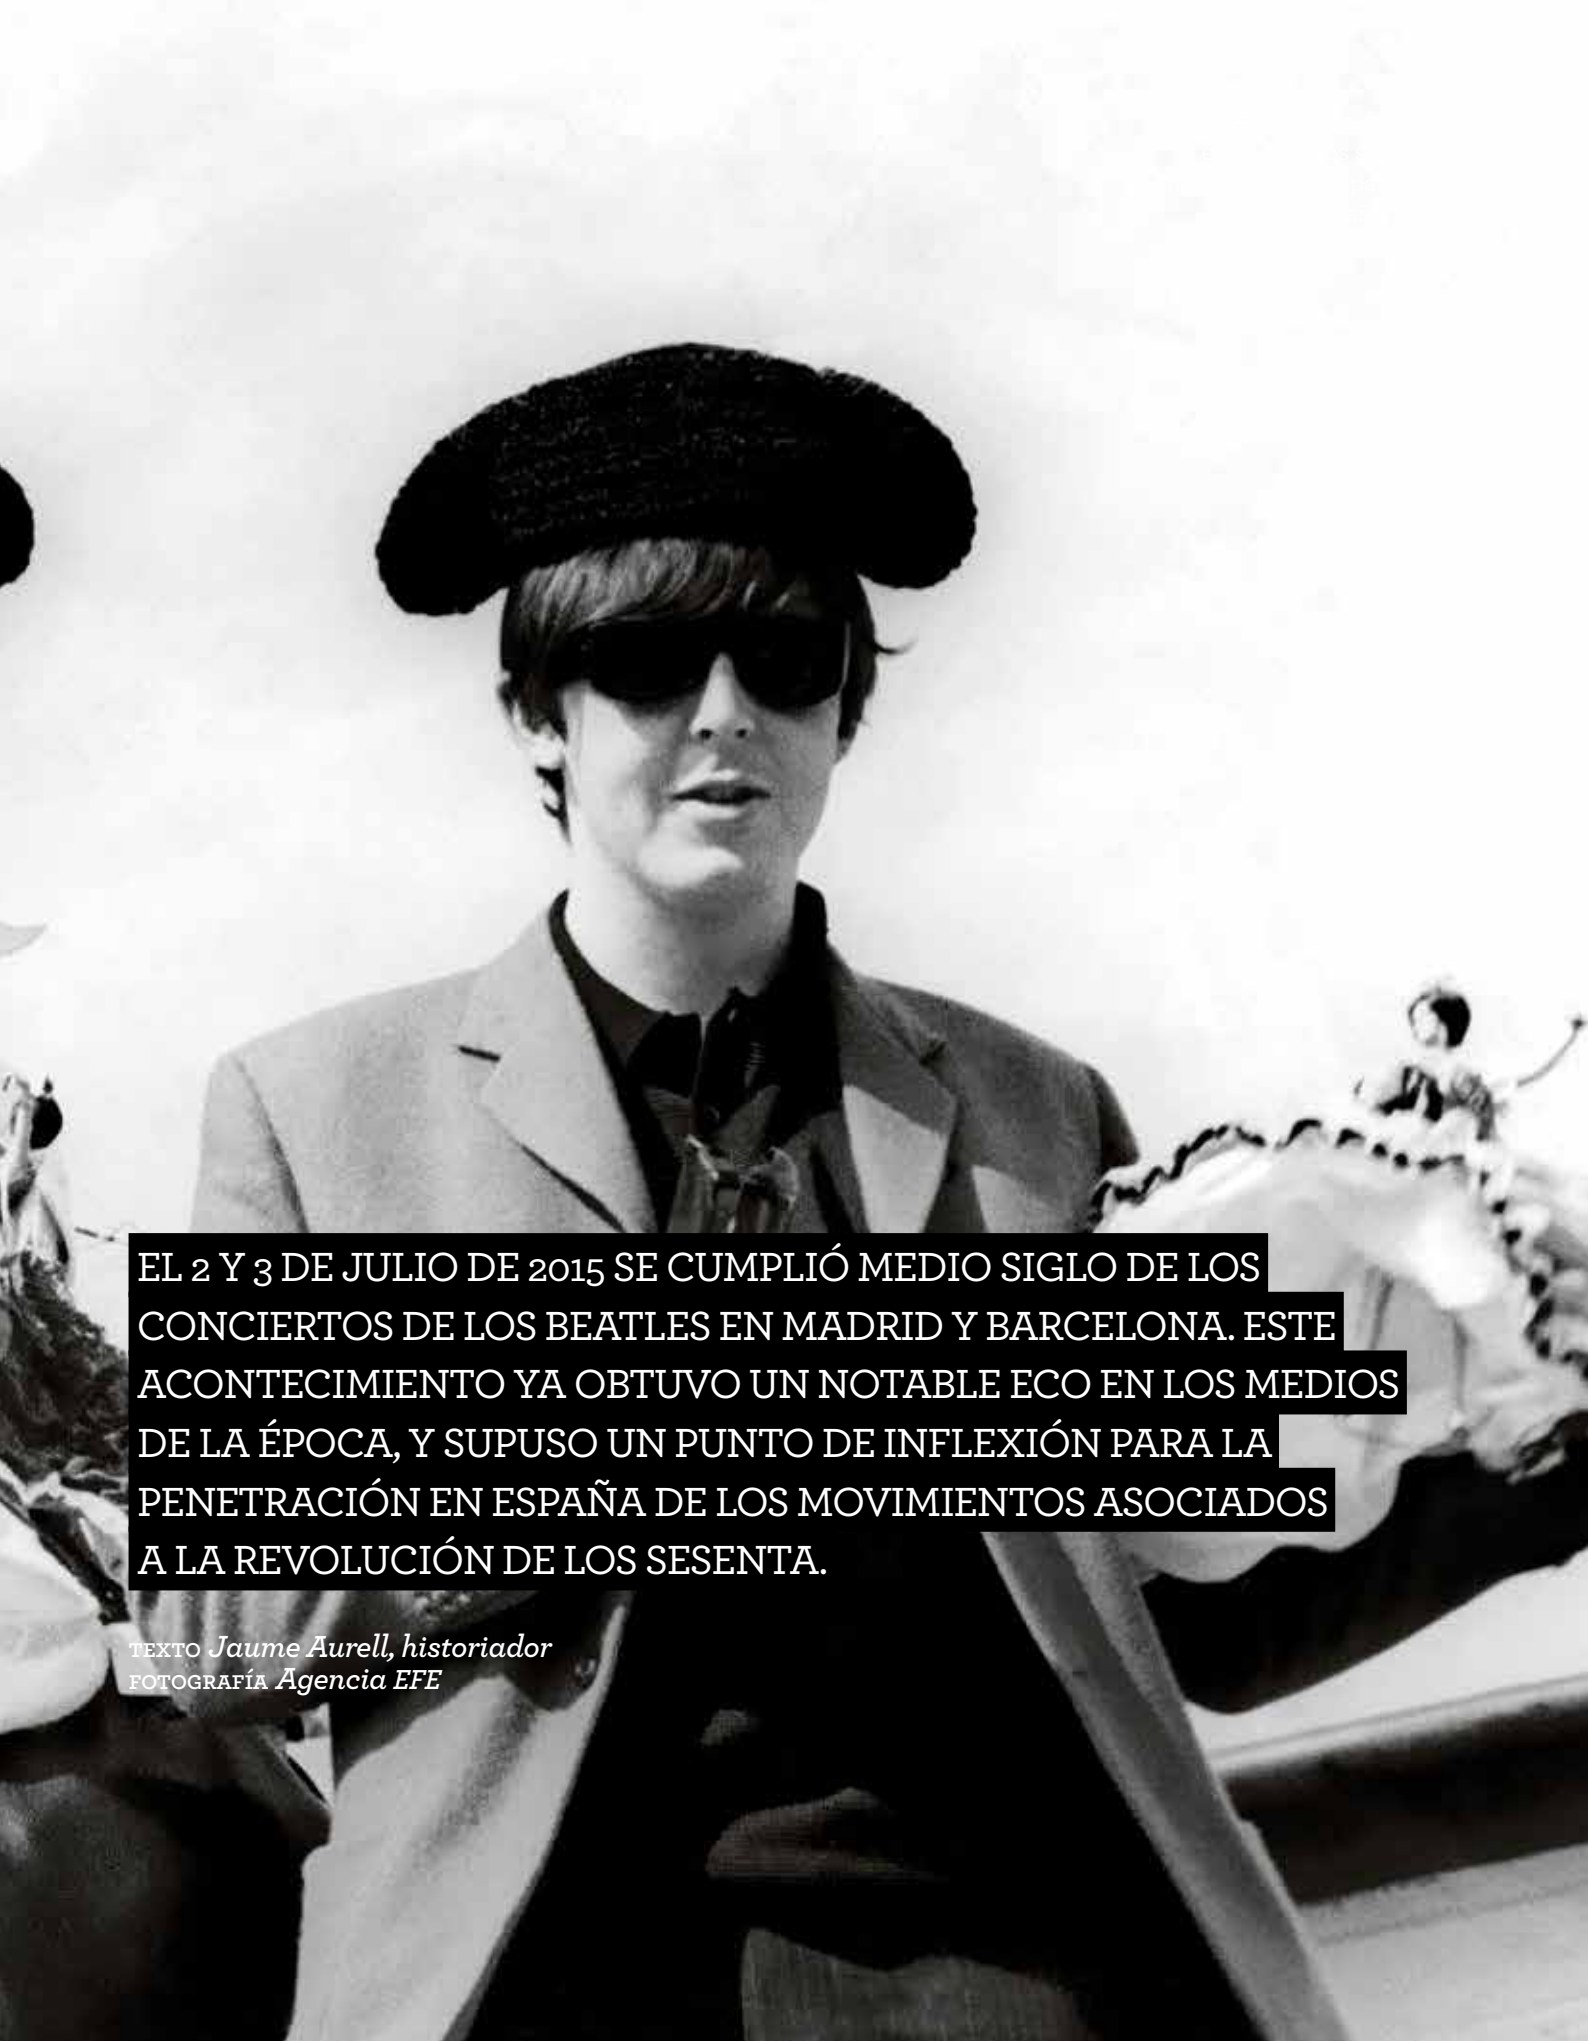 EL 2 Y 3 DE JULIO DE 2015 SE CUMPLIÓ MEDIO SIGLO DE LOS
CONCIERTOS DE LOS BEATLES EN MADRID Y BARCELONA. ESTE
ACONTECIMIENTO YA OBTUVO UN NOTABLE ECO EN LOS MEDIOS
DE LA ÉPOCA, Y SUPUSO UN PUNTO DE INFLEXIÓN PARA LA
PENETRACIÓN EN ESPAÑA DE LOS MOVIMIENTOS ASOCIADOS
A LA REVOLUCIÓN DE LOS SESENTA.
TEXTO Jaume Aurell, historiador
FOTOGRAFÍA Agencia EFE